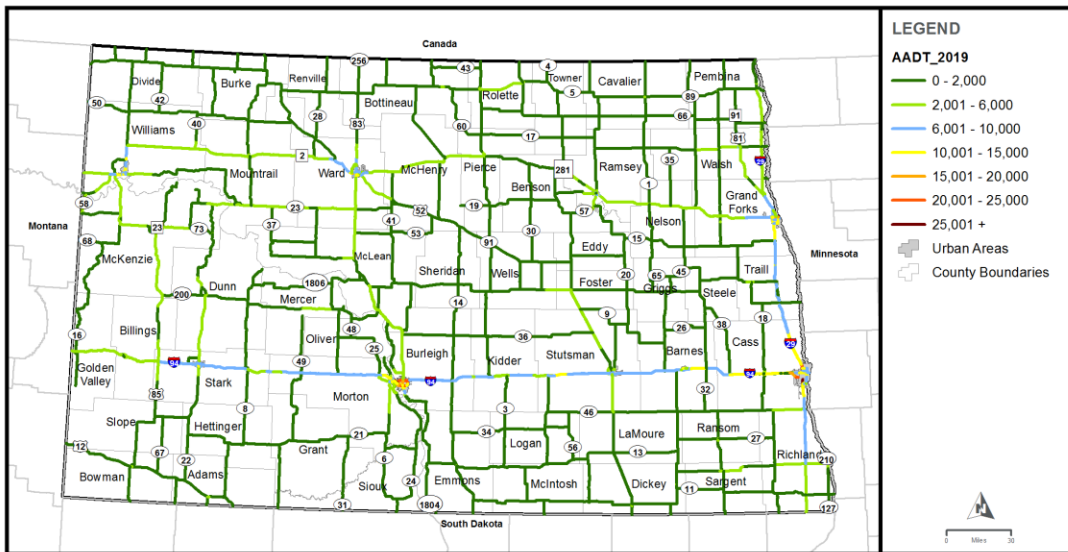 Canada
256
43
4
Towner
Divide
Burke
Renville
Cavalier
Pembina
42
Rolette
5
89
50
Bottineau
28
83
66
91
40
60
Williams
17
81
2
McHenry
Pierce
Ramsey
35
Walsh
29
Mountrail
Ward
Benson
281
1
Grand
Forks
58
23
52
19
57
Nelson
Montana
23
73
37
41
53
30
15
68
91
Eddy
Minnesota
McKenzie
McLean
Sheridan
Wells
20
65
45
Traill
Dunn
1806
Foster
Griggs
Steele
200
Mercer
14
9
16
Billings
48
26
38
18
Oliver
36
29
25
Burleigh
Kidder
Stutsman
Barnes
Cass
94
49
94
94
Golden
Valley
Stark
32
85
Morton
8
3
46
Slope
Hettinger
21
34
LaMoure
Ransom
12
Grant
Logan
27
67
6
56
13
Richland
22
210
Bowman
Adams
24
Emmons
McIntosh
Dickey
Sargent
Sioux
11
31
1804
127
South Dakota
LEGEND
AADT_2019
0 - 2,000
2,001 - 6,000
6,001 - 10,000
10,001 - 15,000
15,001 - 20,000
20,001 - 25,000
25,001 +
Urban Areas
County Boundaries
N
0 Miles 30